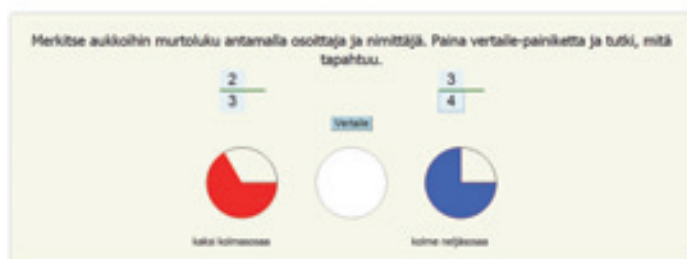 Merkitse aukkoihin murtoluku antamalla osoittaja ja nimittäjä. Paina vertaile-painiketta ja tutki, mitä
tapahtuu.
2 3
3 4
Vertaile
kaksi kolmasosaa kolme neljäsosaa